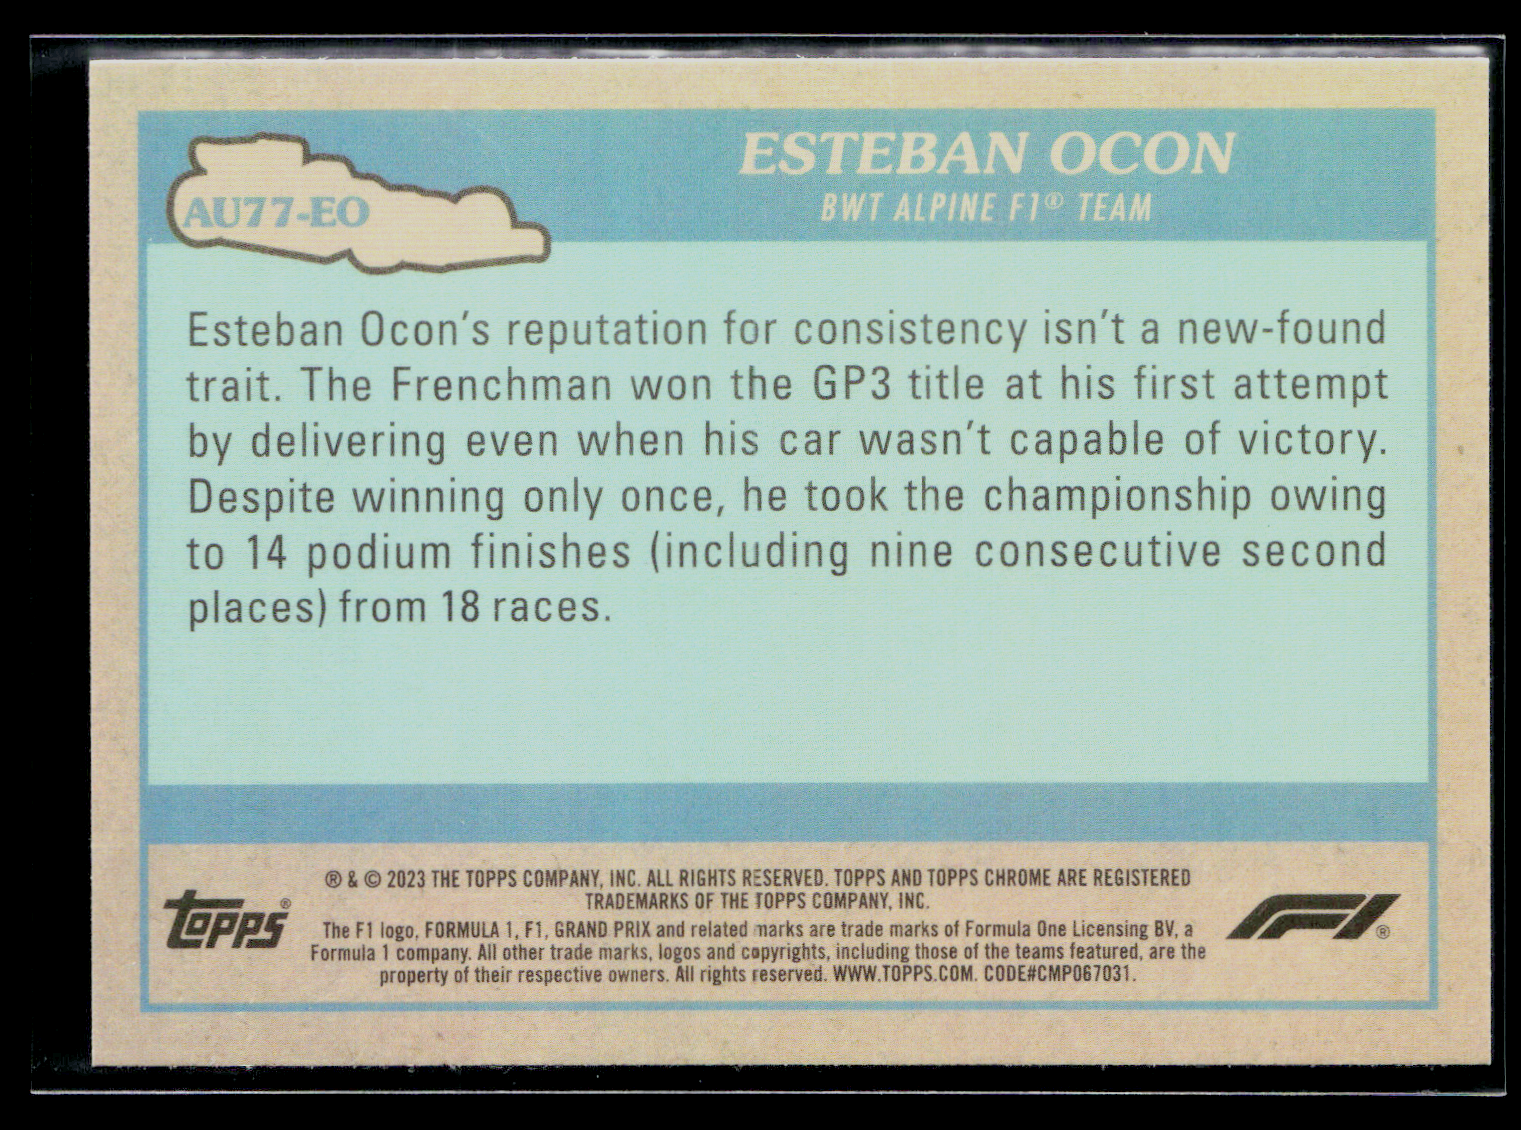 AU77-EO
ESTEBAN OCON
BWT ALPINE F1® TEAM
Esteban Ocon's reputation for consistency isn't a new-found
trait. The Frenchman won the GP3 title at his first attempt
by delivering even when his car wasn't capable of victory.
Despite winning only once, he took the championship owing
to 14 podium finishes (including nine consecutive second
places) from 18 races.
® & © 2023 THE TOPPS COMPANY, INC. ALL RIGHTS RESERVED. TOPPS AND TOPPS CHROME ARE REGISTERED
TRADEMARKS OF THE TOPPS COMPANY, INC.
The F1 logo, FORMULA 1, F1, GRAND PRIX and related marks are trade marks of Formula One Licensing BV, a
Formula 1 company. All other trade marks, logos and copyrights, including those of the teams featured, are the
property of their respective owners. All rights reserved. WWW.TOPPS.COM. CODE#CMP067031.
topps®
F1®